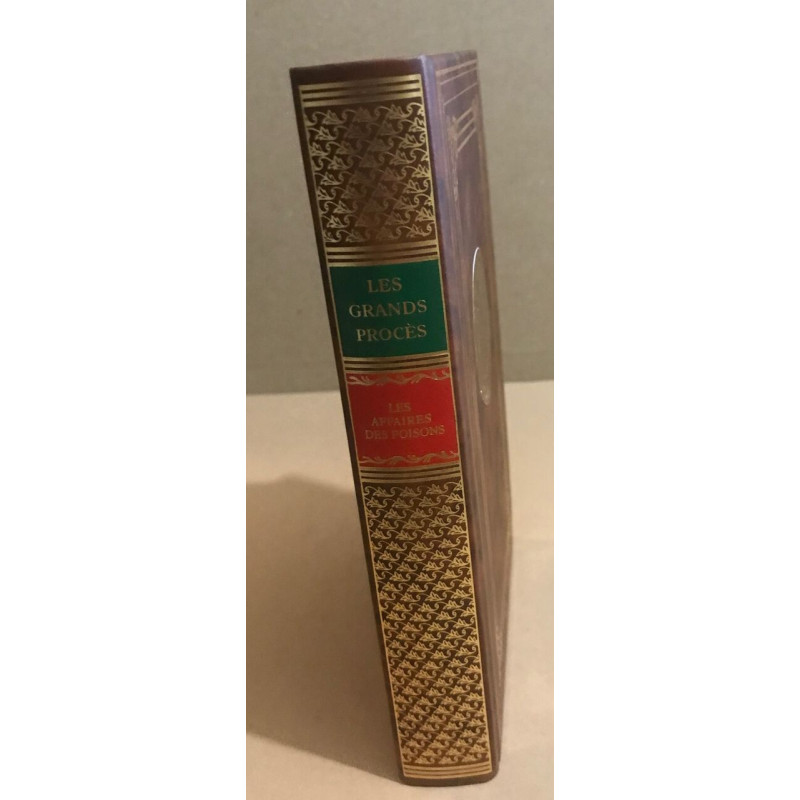 LES
GRANDS
PROCÈS
LES
AFFAIRES
DES POISONS